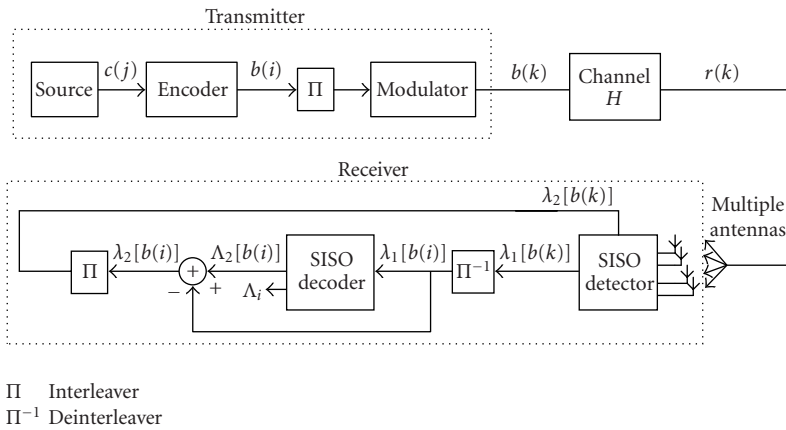 Transmitter
Source
c(j)
Encoder
b(i)
Π
Modulator
b(k)
Channel
H
r(k)
Receiver
λ₂[b(k)]
Multiple
antennas
Π
λ₂[b(i)]
+
−
+
Λ₂[b(i)]
Λᵢ
SISO
decoder
λ₁[b(i)]
Π⁻¹
λ₁[b(k)]
SISO
detector
Π Interleaver
Π⁻¹ Deinterleaver